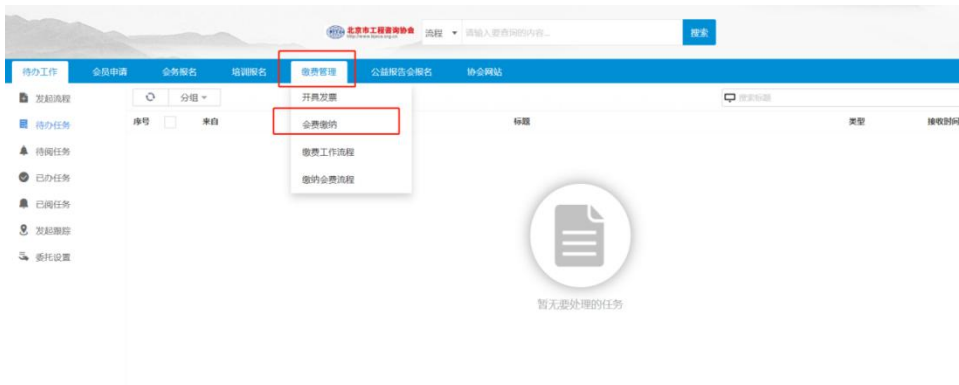 北京市工程咨询协会 流程 请输入要查询的内容... 搜索
待办工作 会员申请 会务报名 培训报名 缴费管理 公益报告会报名 协会网站
发起流程 分组 开具发票 搜索标题
待办任务 序号 来自 会费缴纳 标题 类型 接收时间
待阅任务 缴费工作流程
已办任务 缴纳会费流程
已阅任务
发起跟踪
委托设置
暂无要处理的任务